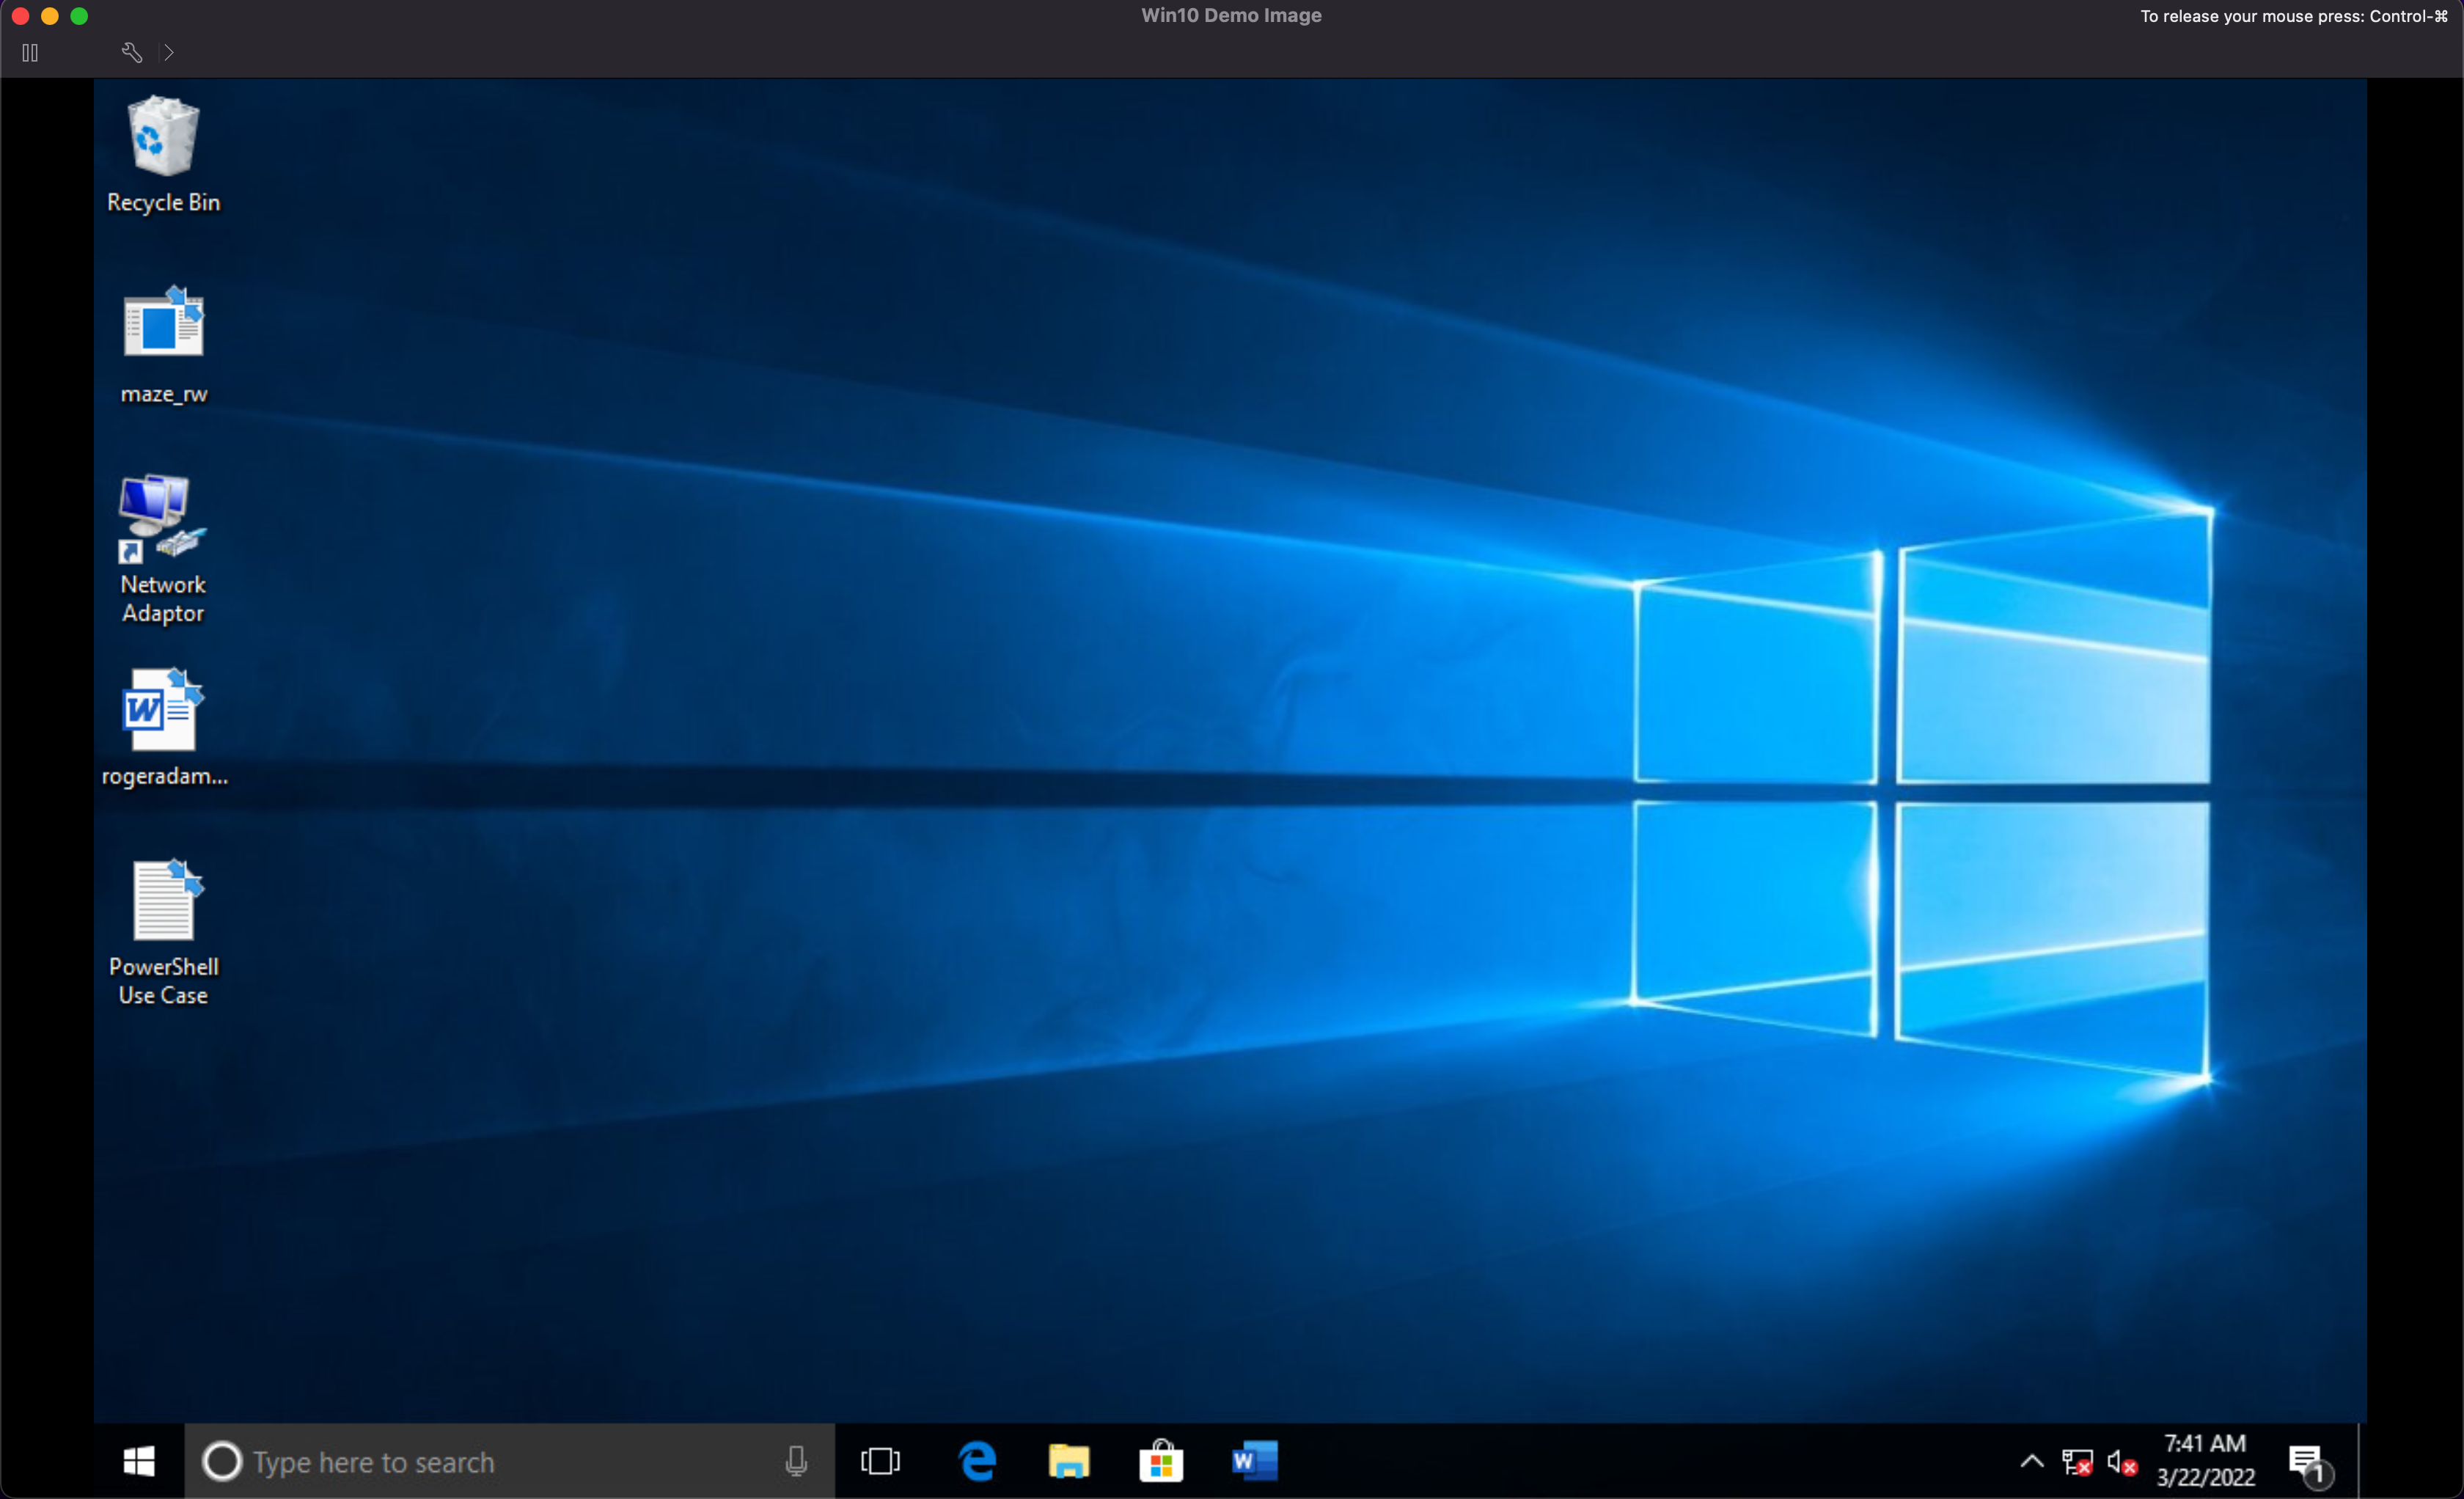 Win10 Demo Image
To release your mouse press: Control-⌘
Recycle Bin
maze_rw
Network
Adaptor
W
rogeradam...
PowerShell
Use Case
Type here to search
W
7:41 AM
3/22/2022
1